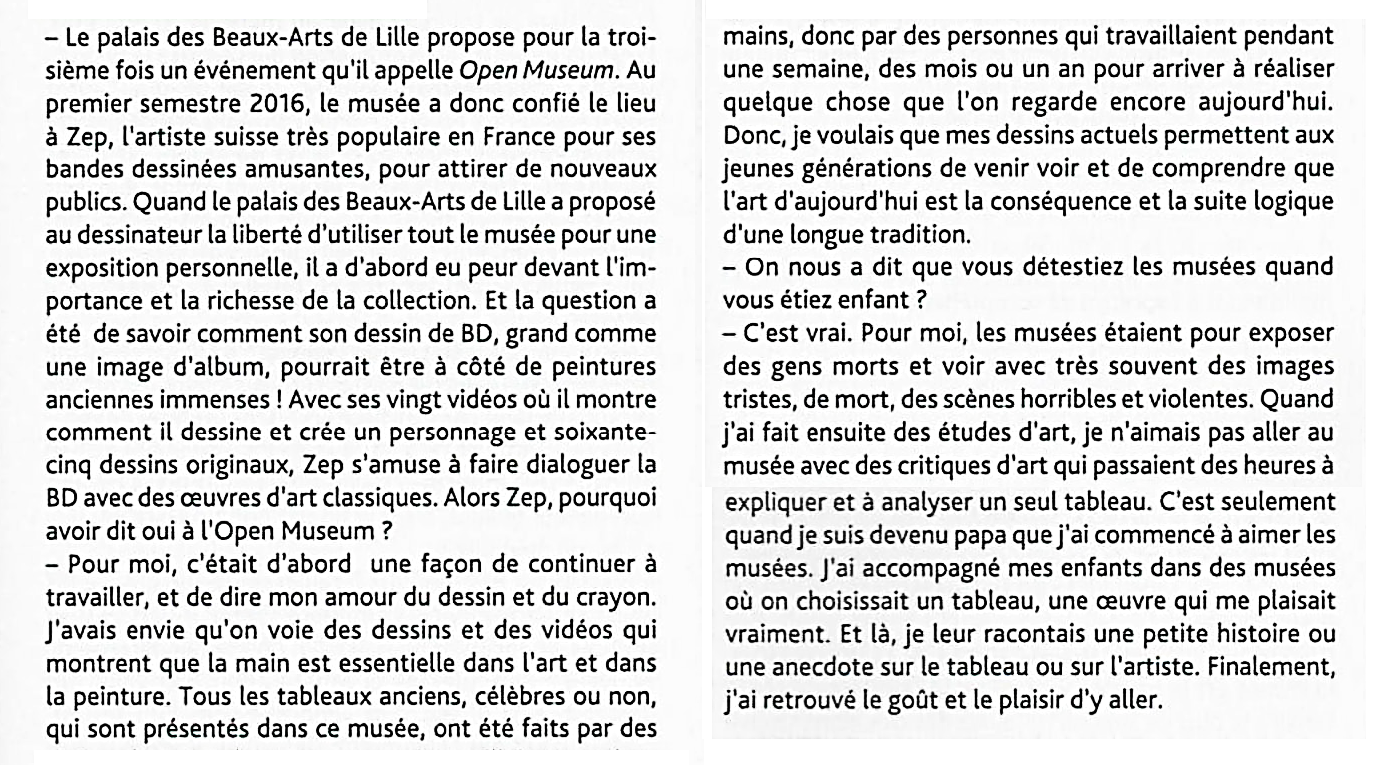 – Le palais des Beaux-Arts de Lille propose pour la troi-
sième fois un événement qu'il appelle Open Museum. Au
premier semestre 2016, le musée a donc confié le lieu
à Zep, l'artiste suisse très populaire en France pour ses
bandes dessinées amusantes, pour attirer de nouveaux
publics. Quand le palais des Beaux-Arts de Lille a proposé
au dessinateur la liberté d'utiliser tout le musée pour une
exposition personnelle, il a d'abord eu peur devant l'im-
portance et la richesse de la collection. Et la question a
été de savoir comment son dessin de BD, grand comme
une image d'album, pourrait être à côté de peintures
anciennes immenses ! Avec ses vingt vidéos où il montre
comment il dessine et crée un personnage et soixante-
cinq dessins originaux, Zep s'amuse à faire dialoguer la
BD avec des œuvres d'art classiques. Alors Zep, pourquoi
avoir dit oui à l'Open Museum ?
– Pour moi, c'était d'abord une façon de continuer à
travailler, et de dire mon amour du dessin et du crayon.
J'avais envie qu'on voie des dessins et des vidéos qui
montrent que la main est essentielle dans l'art et dans
la peinture. Tous les tableaux anciens, célèbres ou non,
qui sont présentés dans ce musée, ont été faits par des
mains, donc par des personnes qui travaillaient pendant
une semaine, des mois ou un an pour arriver à réaliser
quelque chose que l'on regarde encore aujourd'hui.
Donc, je voulais que mes dessins actuels permettent aux
jeunes générations de venir voir et de comprendre que
l'art d'aujourd'hui est la conséquence et la suite logique
d'une longue tradition.
– On nous a dit que vous détestiez les musées quand
vous étiez enfant ?
– C'est vrai. Pour moi, les musées étaient pour exposer
des gens morts et voir avec très souvent des images
tristes, de mort, des scènes horribles et violentes. Quand
j'ai fait ensuite des études d'art, je n'aimais pas aller au
musée avec des critiques d'art qui passaient des heures à
expliquer et à analyser un seul tableau. C'est seulement
quand je suis devenu papa que j'ai commencé à aimer les
musées. J'ai accompagné mes enfants dans des musées
où on choisissait un tableau, une œuvre qui me plaisait
vraiment. Et là, je leur racontais une petite histoire ou
une anecdote sur le tableau ou sur l'artiste. Finalement,
j'ai retrouvé le goût et le plaisir d'y aller.